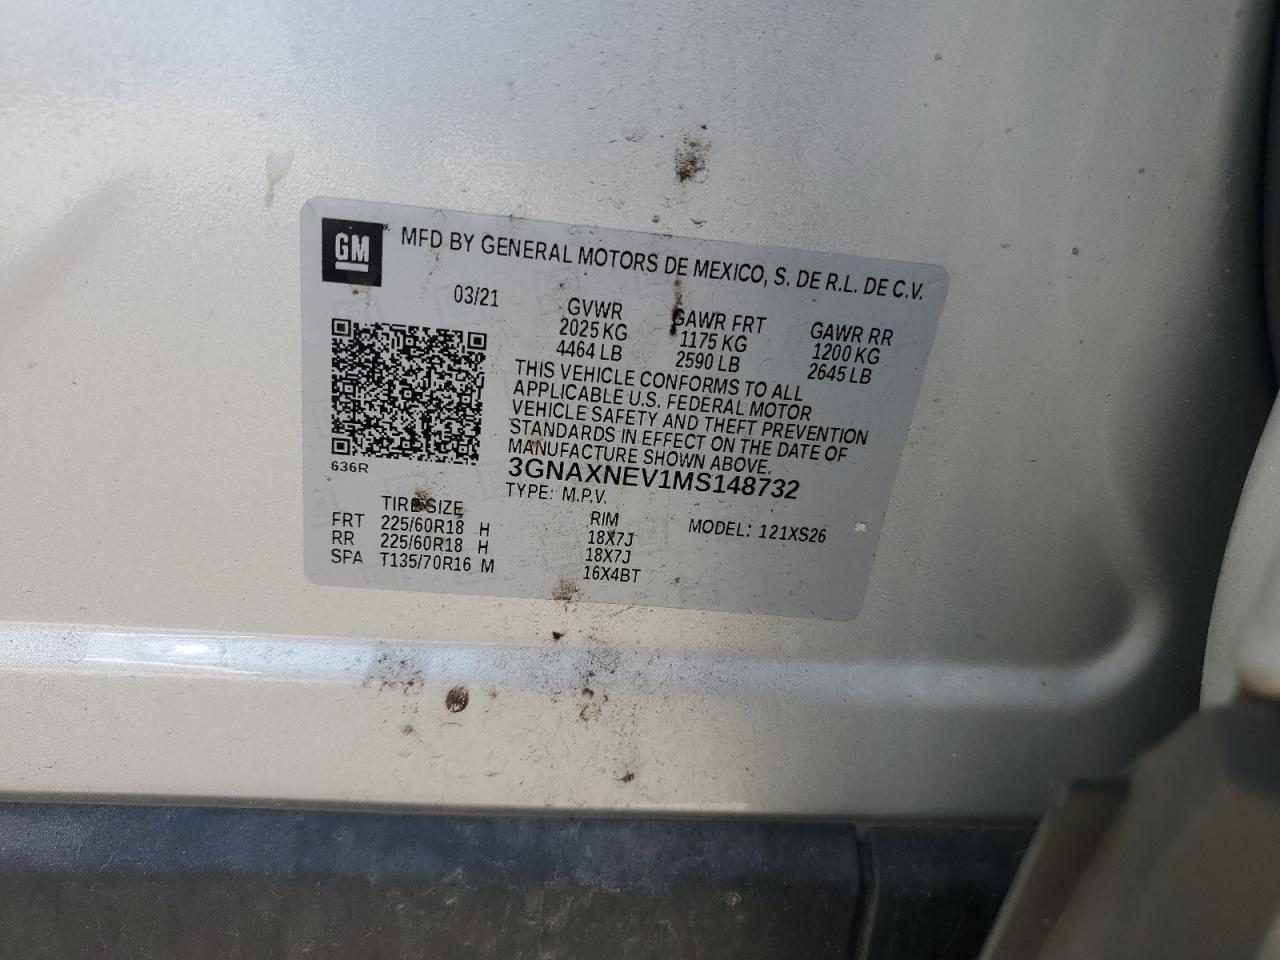 GM MFD BY GENERAL MOTORS DE MEXICO, S. DE R.L. DE C.V.
03/21 GVWR GAWR FRT GAWR RR
2025 KG 1175 KG 1200 KG
4464 LB 2590 LB 2645 LB
THIS VEHICLE CONFORMS TO ALL
APPLICABLE U.S. FEDERAL MOTOR
VEHICLE SAFETY AND THEFT PREVENTION
STANDARDS IN EFFECT ON THE DATE OF
MANUFACTURE SHOWN ABOVE.
636R 3GNAXNEV1MS148732
TYPE: M.P.V. MODEL: 121XS26
TIRE SIZE RIM
FRT 225/60R18 H 18X7J
RR 225/60R18 H 18X7J
SPA T135/70R16 M 16X4BT